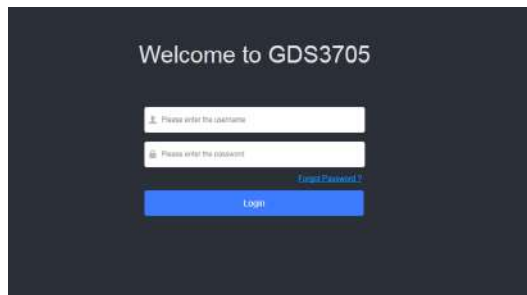 Welcome to GDS3705
Please enter the username
Please enter the password
Forgot Password ?
Login